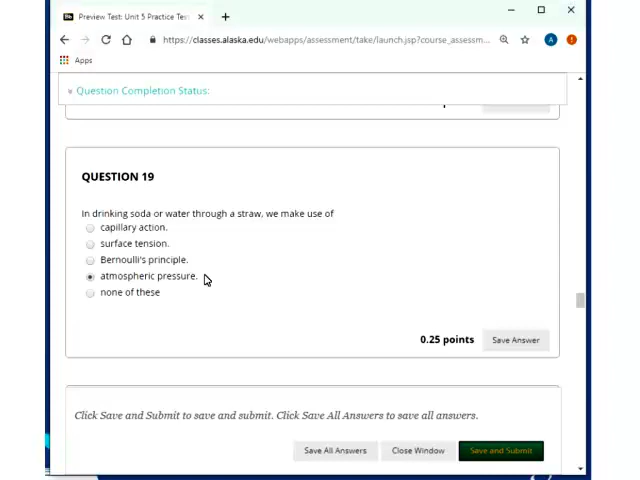 Preview Test: Unit 5 Practice Tes
https://classes.alaska.edu/webapps/assessment/take/launch.jsp?course_assessm...
A
Apps
Question Completion Status:
QUESTION 19
In drinking soda or water through a straw, we make use of
capillary action.
surface tension.
Bernoulli's principle.
atmospheric pressure.
none of these
0.25 points
Save Answer
Click Save and Submit to save and submit. Click Save All Answers to save all answers.
Save All Answers
Close Window
Save and Submit